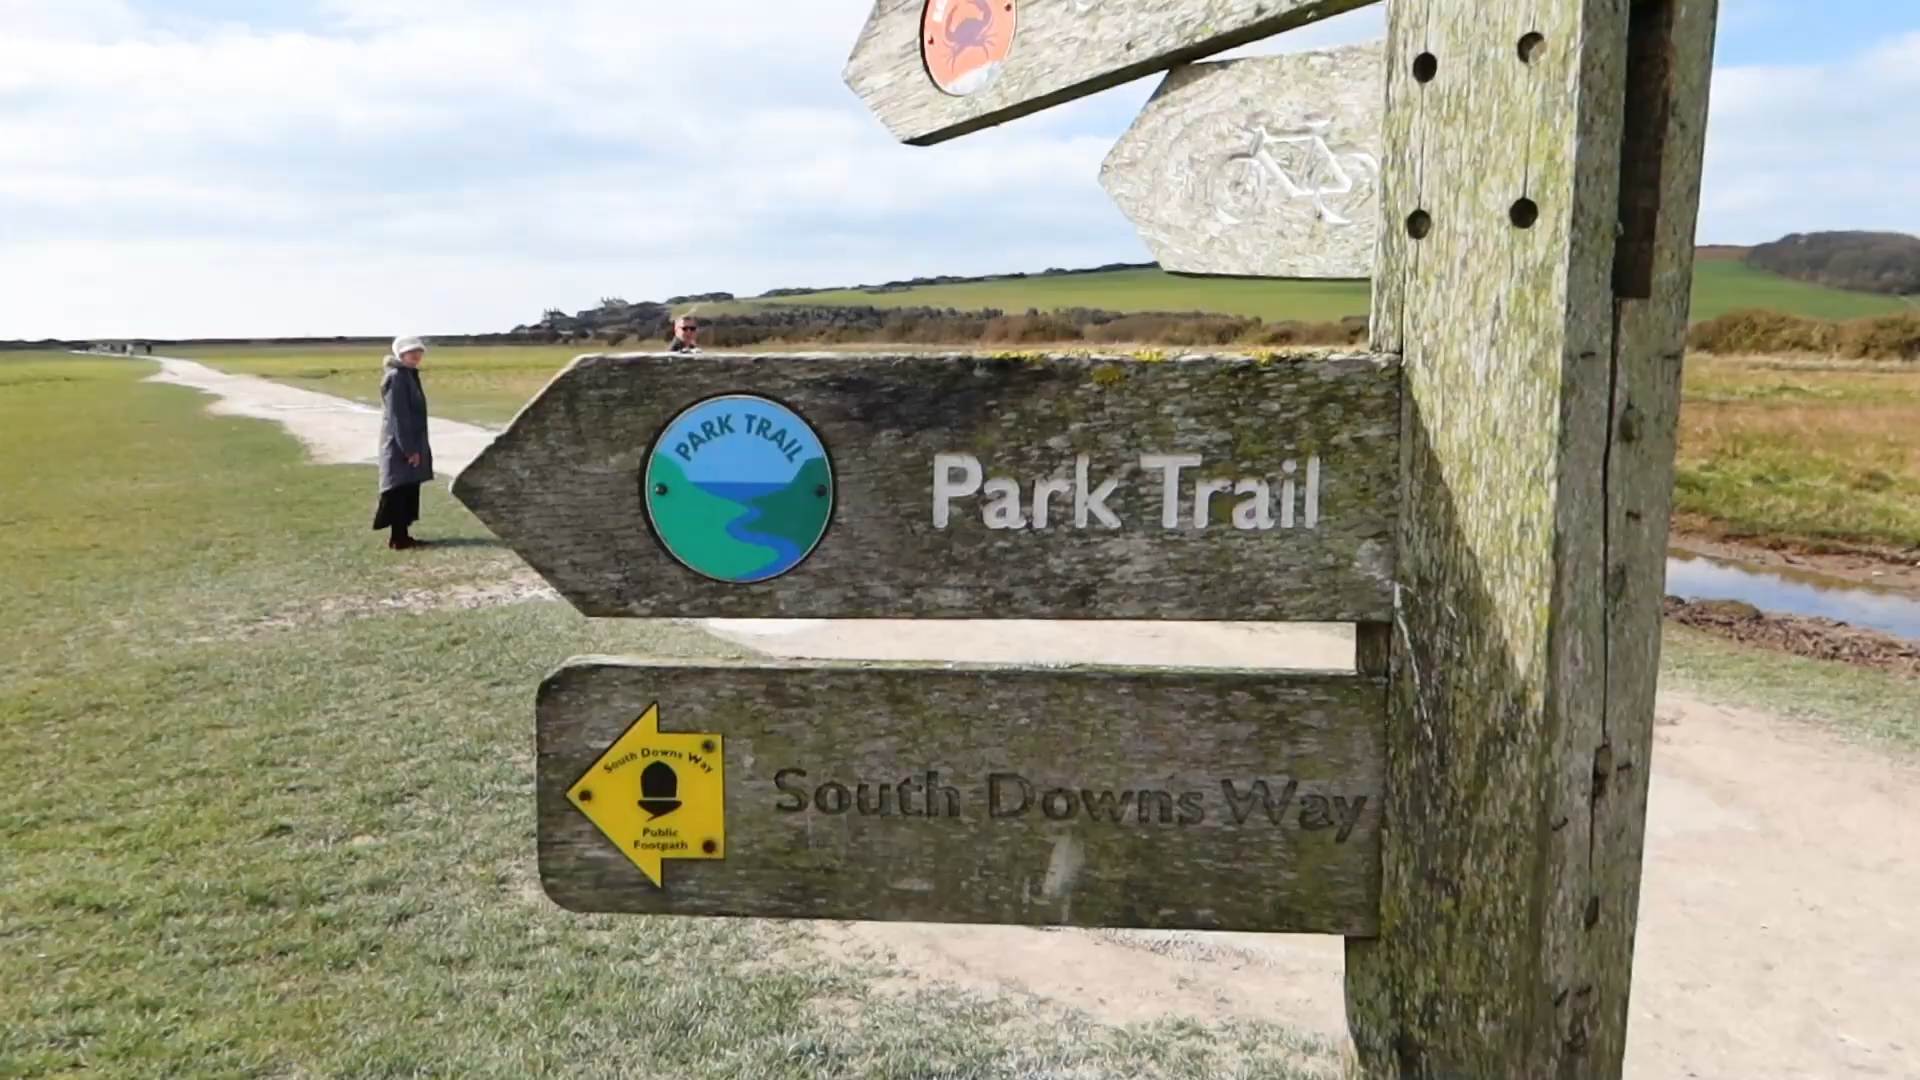 PARK TRAIL
Park Trail
South Downs Way
Public
Footpath
South Downs Way